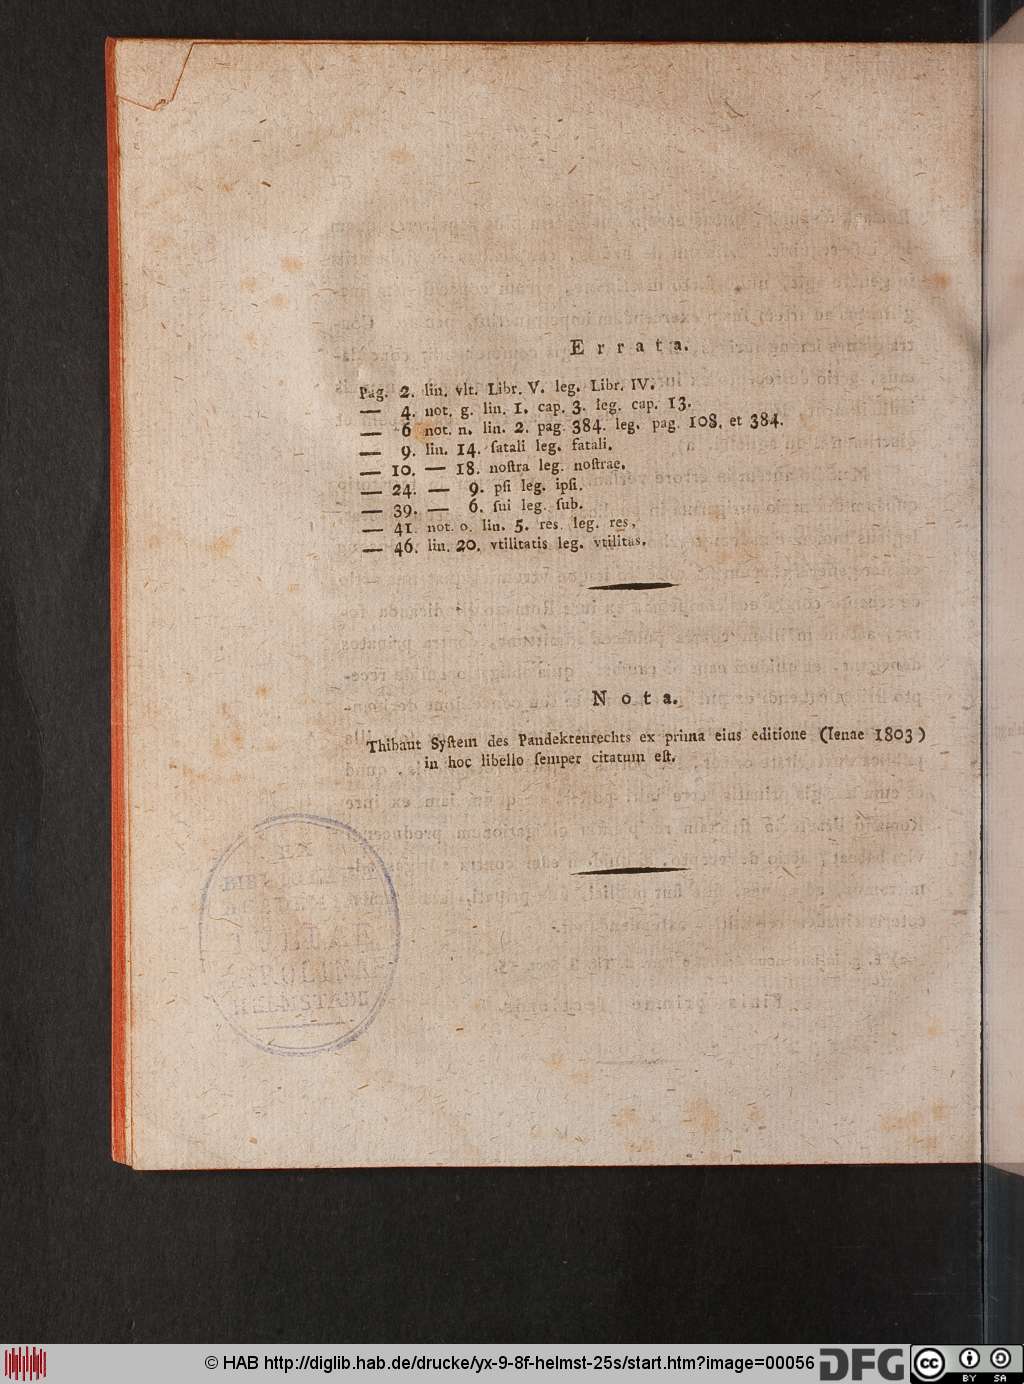 Errata.
Pag. 2. lin. vlt. Libr. V. leg. Libr. IV.
— 4. not. g. lin. 1. cap. 3. leg. cap. 13.
— 6 not. n. lin. 2. pag. 384. leg. pag. 108. et 384.
— 9. lin. 14. ſatali leg. fatali.
— 10. — 18. noſtra leg. noſtrae.
— 24. — 9. pſi leg. ipſi.
— 39. — 6. ſui leg. ſub.
— 41. not. o. lin. 5. res. leg. res,
— 46. lin. 20. vtilitatis leg. vtilitas.
Nota.
Thibaut Syſtem des Pandektenrechts ex prima eius editione (Ienae 1803)
in hoc libello ſemper citatum eſt.
© HAB http://diglib.hab.de/drucke/yx-9-8f-helmst-25s/start.htm?image=00056
DFG
cc
BY SA